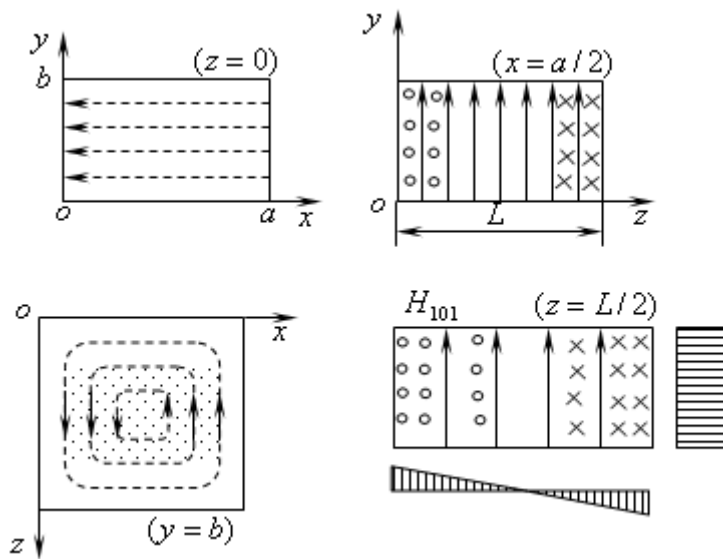 y
b
(z = 0)
o
a
x
y
(x = a / 2)
o
L
z
o
x
(y = b)
z
H101
(z = L / 2)